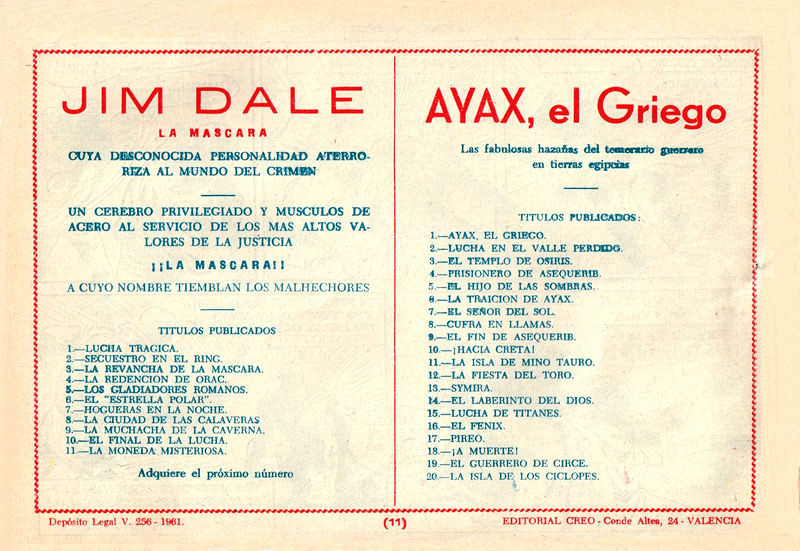 JIM DALE
LA MASCARA
CUYA DESCONOCIDA PERSONALIDAD ATERRO-
RIZA AL MUNDO DEL CRIMEN
UN CEREBRO PRIVILEGIADO Y MUSCULOS DE
ACERO AL SERVICIO DE LOS MAS ALTOS VA-
LORES DE LA JUSTICIA
¡¡LA MASCARA!!
A CUYO NOMBRE TIEMBLAN LOS MALHECHORES
TITULOS PUBLICADOS
1.—LUCHA TRAGICA.
2.—SECUESTRO EN EL RING.
3.—LA REVANCHA DE LA MASCARA.
4.—LA REDENCION DE ORAC.
5.—LOS GLADIADORES ROMANOS.
6.—EL "ESTRELLA POLAR".
7.—HOGUERAS EN LA NOCHE.
8.—LA CIUDAD DE LAS CALAVERAS
9.—LA MUCHACHA DE LA CAVERNA.
10.—EL FINAL DE LA LUCHA.
11.—LA MONEDA MISTERIOSA.
Adquiere el próximo número
AYAX, el Griego
Las fabulosas hazañas del temerario guerrero
en tierras egipcias
TITULOS PUBLICADOS:
1.—AYAX, EL GRIEGO.
2.—LUCHA EN EL VALLE PERDIDO.
3.—EL TEMPLO DE OSIRIS.
4.—PRISIONERO DE ASEQUERIB.
5.—EL HIJO DE LAS SOMBRAS.
6.—LA TRAICION DE AYAX.
7.—EL SEÑOR DEL SOL.
8.—CUFRA EN LLAMAS.
9.—EL FIN DE ASEQUERIB.
10.—¡HACIA CRETA!
11.—LA ISLA DE MINO TAURO.
12.—LA FIESTA DEL TORO.
13.—SYMIRA.
14.—EL LABERINTO DEL DIOS.
15.—LUCHA DE TITANES.
16.—EL FENIX.
17.—PIREO.
18.—¡A MUERTE!
19.—EL GUERRERO DE CIRCE.
20.—LA ISLA DE LOS CICLOPES.
Depósito Legal V. 256 - 1961.
(11)
EDITORIAL CREO - Conde Altea, 24 - VALENCIA